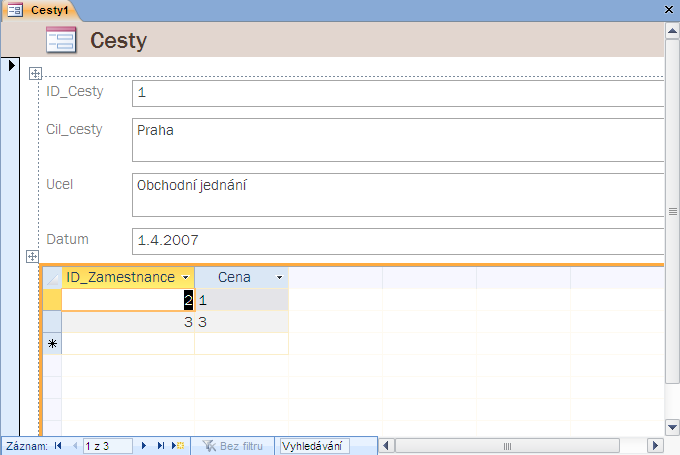 Cesty1
Cesty
ID_Cesty 1
Cil_cesty Praha
Ucel Obchodní jednání
Datum 1.4.2007
ID_Zamestnance Cena
2 1
3 3
Záznam: 1 z 3 Bez filtru Vyhledávání